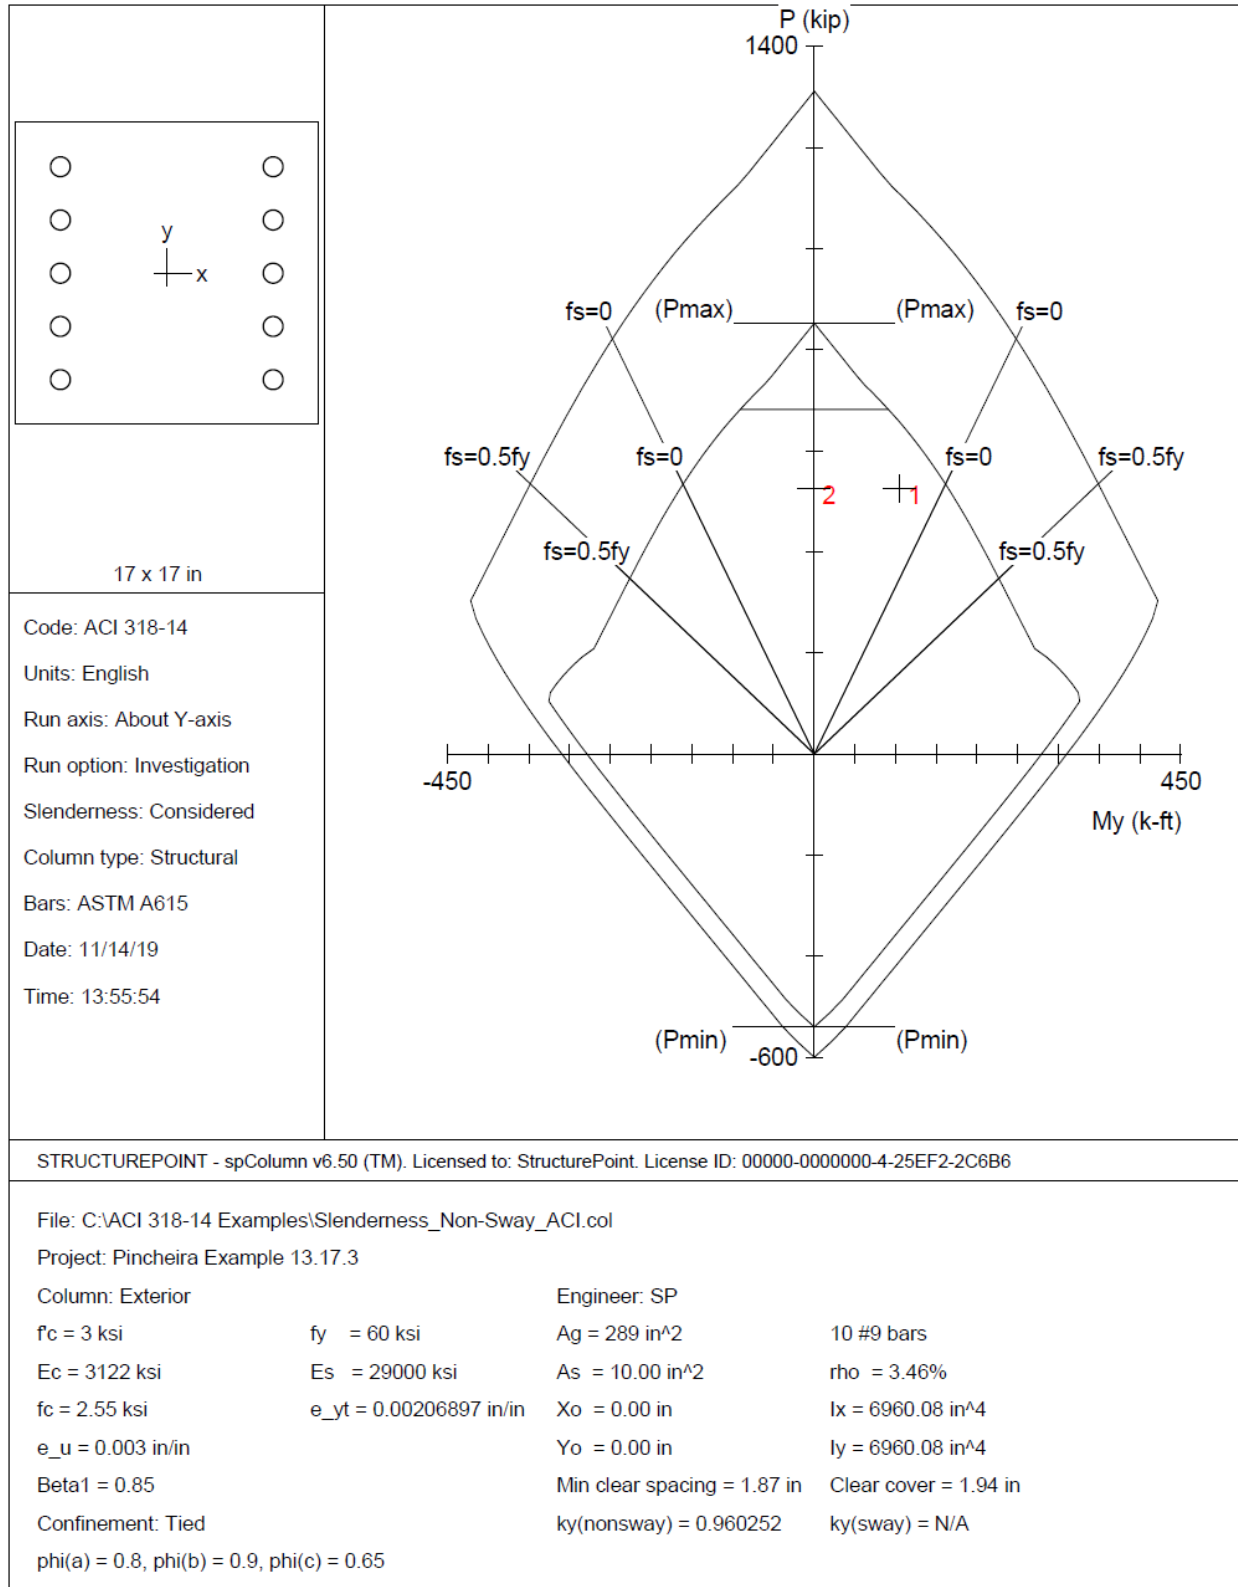 P (kip)
1400
y
x
fs=0
(Pmax)
(Pmax)
fs=0
fs=0.5fy
fs=0
fs=0
fs=0.5fy
2
1
fs=0.5fy
fs=0.5fy
17 x 17 in
-450
450
My (k-ft)
(Pmin)
-600
(Pmin)
Code: ACI 318-14
Units: English
Run axis: About Y-axis
Run option: Investigation
Slenderness: Considered
Column type: Structural
Bars: ASTM A615
Date: 11/14/19
Time: 13:55:54
STRUCTUREPOINT - spColumn v6.50 (TM). Licensed to: StructurePoint. License ID: 00000-0000000-4-25EF2-2C6B6
File: C:\ACI 318-14 Examples\Slenderness_Non-Sway_ACI.col
Project: Pincheira Example 13.17.3
Column: Exterior Engineer: SP
f'c = 3 ksi fy = 60 ksi Ag = 289 in^2 10 #9 bars
Ec = 3122 ksi Es = 29000 ksi As = 10.00 in^2 rho = 3.46%
fc = 2.55 ksi e_yt = 0.00206897 in/in Xo = 0.00 in Ix = 6960.08 in^4
e_u = 0.003 in/in Yo = 0.00 in Iy = 6960.08 in^4
Beta1 = 0.85 Min clear spacing = 1.87 in Clear cover = 1.94 in
Confinement: Tied ky(nonsway) = 0.960252 ky(sway) = N/A
phi(a) = 0.8, phi(b) = 0.9, phi(c) = 0.65